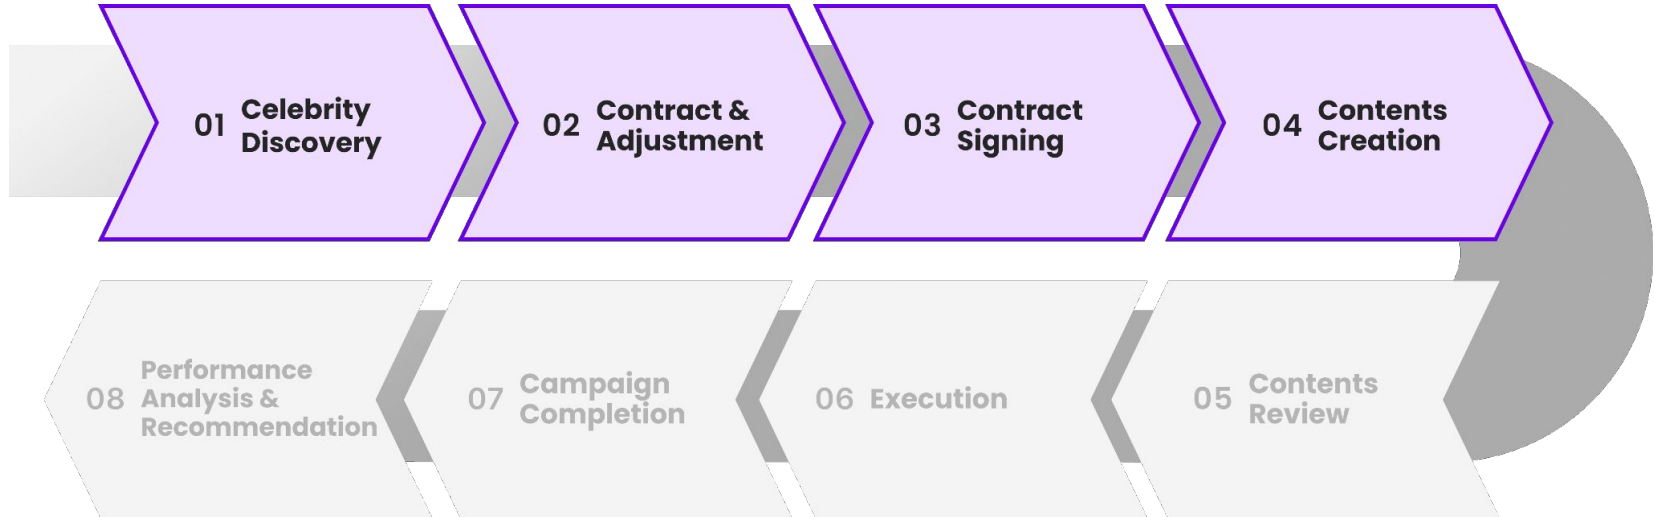 01 Celebrity
Discovery
02 Contract &
Adjustment
03 Contract
Signing
04 Contents
Creation
05 Contents
Review
06 Execution
07 Campaign
Completion
08 Performance
Analysis &
Recommendation